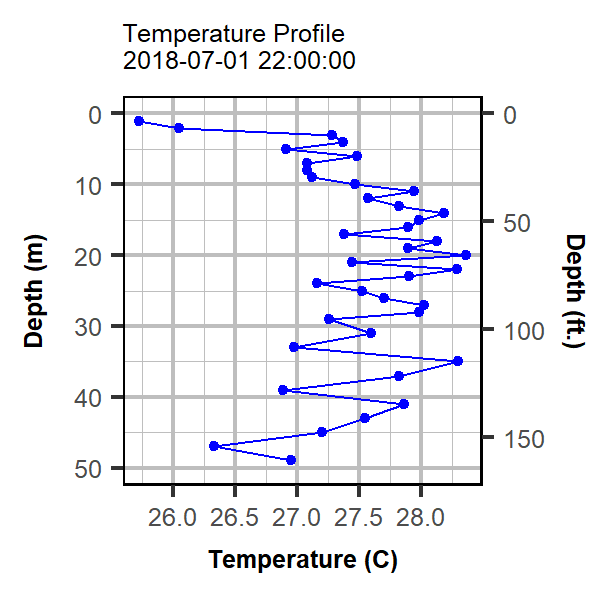 Temperature Profile
2018-07-01 22:00:00
0
10
20
30
40
50
Depth (m)
0
50
100
150
Depth (ft.)
26.0 26.5 27.0 27.5 28.0
Temperature (C)